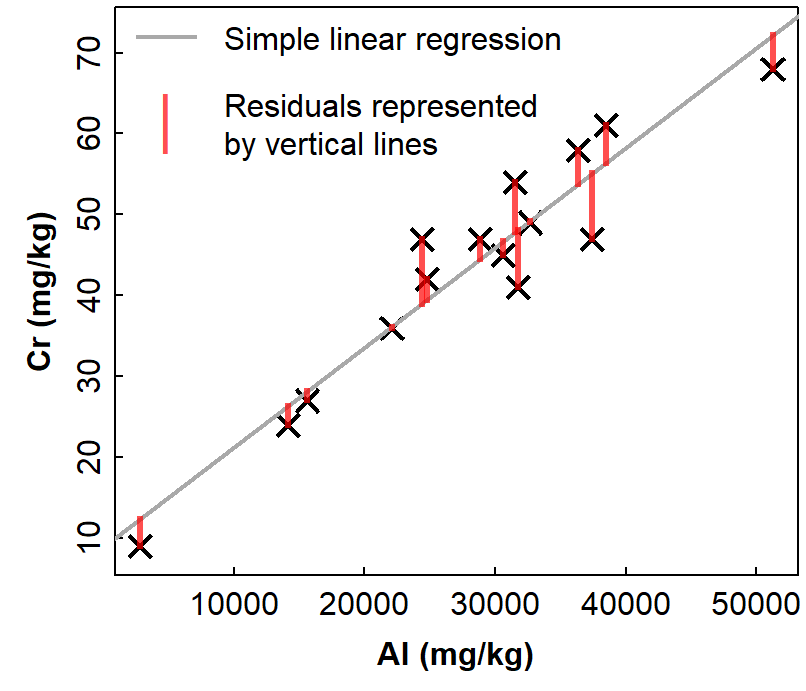 Simple linear regression
Residuals represented
by vertical lines
70
60
50
40
30
20
10
Cr (mg/kg)
10000 20000 30000 40000 50000
Al (mg/kg)